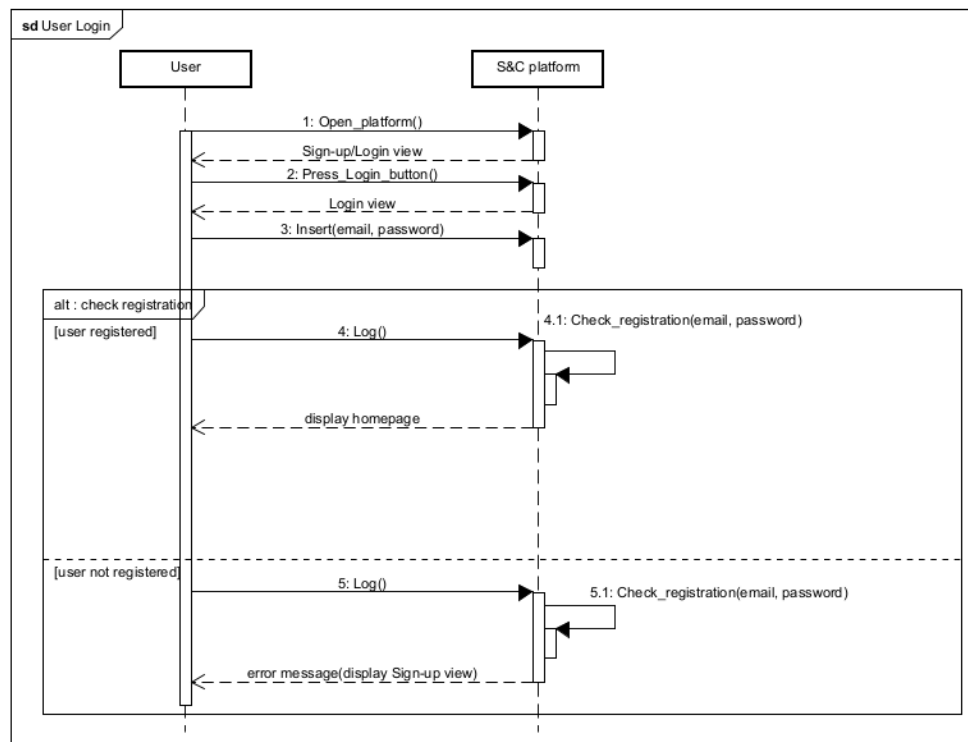 sd User Login
User
S&C platform
1: Open_platform()
Sign-up/Login view
2: Press_Login_button()
Login view
3: Insert(email, password)
alt : check registration
[user registered]
4: Log()
4.1: Check_registration(email, password)
display homepage
[user not registered]
5: Log()
5.1: Check_registration(email, password)
error message(display Sign-up view)